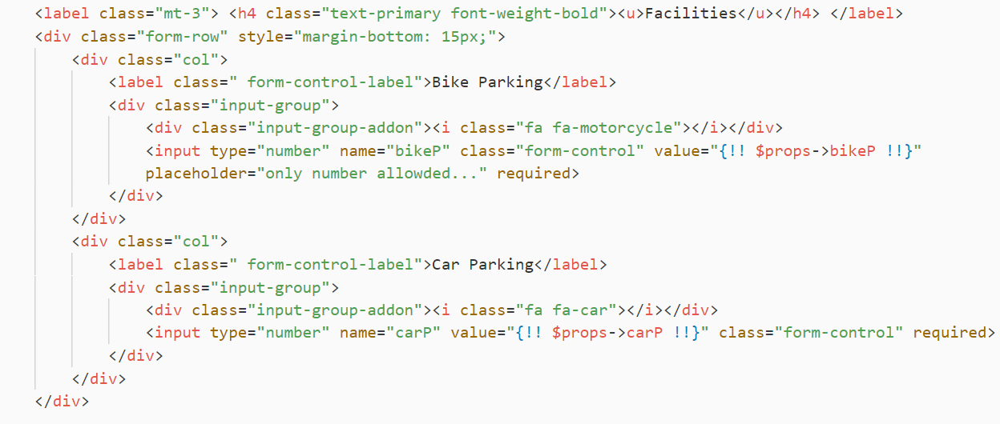 <label class="mt-3"> <h4 class="text-primary font-weight-bold"><u>Facilities</u></h4> </label>
<div class="form-row" style="margin-bottom: 15px;">
    <div class="col">
        <label class=" form-control-label">Bike Parking</label>
        <div class="input-group">
            <div class="input-group-addon"><i class="fa fa-motorcycle"></i></div>
            <input type="number" name="bikeP" class="form-control" value="{!! $props->bikeP !!}"
            placeholder="only number allowded..." required>
        </div>
    </div>
    <div class="col">
        <label class=" form-control-label">Car Parking</label>
        <div class="input-group">
            <div class="input-group-addon"><i class="fa fa-car"></i></div>
            <input type="number" name="carP" value="{!! $props->carP !!}" class="form-control" required>
        </div>
    </div>
</div>